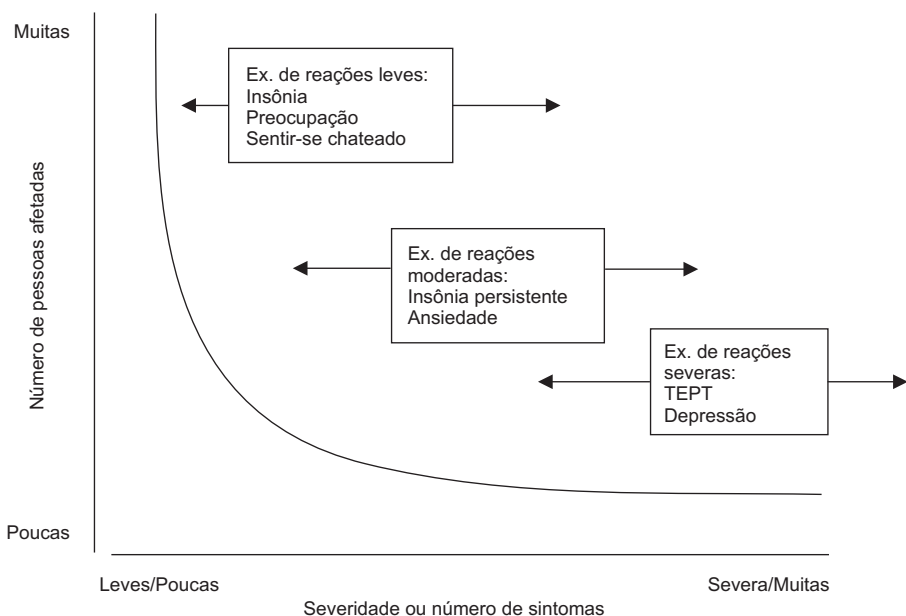 Muitas
Ex. de reações leves:
Insônia
Preocupação
Sentir-se chateado
Número de pessoas afetadas
Ex. de reações
moderadas:
Insônia persistente
Ansiedade
Ex. de reações
severas:
TEPT
Depressão
Poucas
Leves/Poucas
Severa/Muitas
Severidade ou número de sintomas